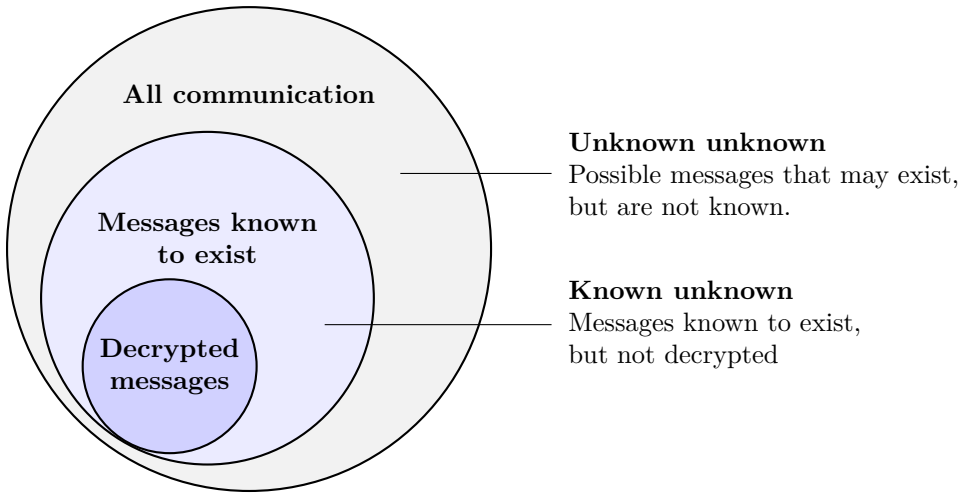 All communication
Messages known
to exist
Decrypted
messages
Unknown unknown
Possible messages that may exist,
but are not known.
Known unknown
Messages known to exist,
but not decrypted